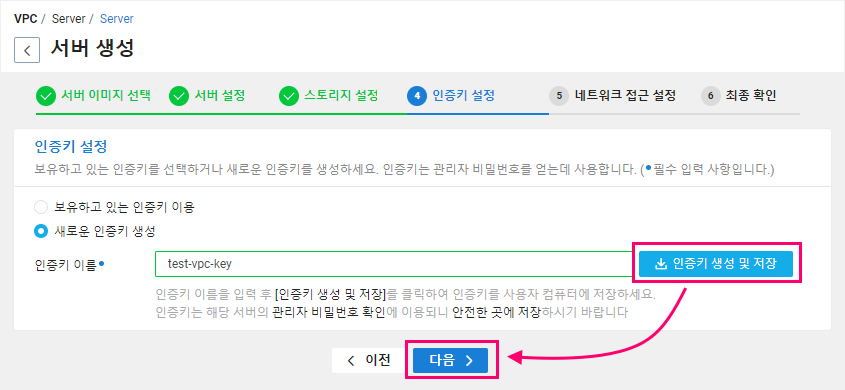 VPC / Server / Server
서버 생성
서버 이미지 선택 서버 설정 스토리지 설정 4 인증키 설정 5 네트워크 접근 설정 6 최종 확인
인증키 설정
보유하고 있는 인증키를 선택하거나 새로운 인증키를 생성하세요. 인증키는 관리자 비밀번호를 얻는데 사용합니다. (•필수 입력 사항입니다.)
보유하고 있는 인증키 이용
새로운 인증키 생성
인증키 이름• test-vpc-key 인증키 생성 및 저장
인증키 이름을 입력 후 [인증키 생성 및 저장]를 클릭하여 인증키를 사용자 컴퓨터에 저장하세요.
인증키는 해당 서버의 관리자 비밀번호 확인에 이용되니 안전한 곳에 저장하시기 바랍니다
이전 다음